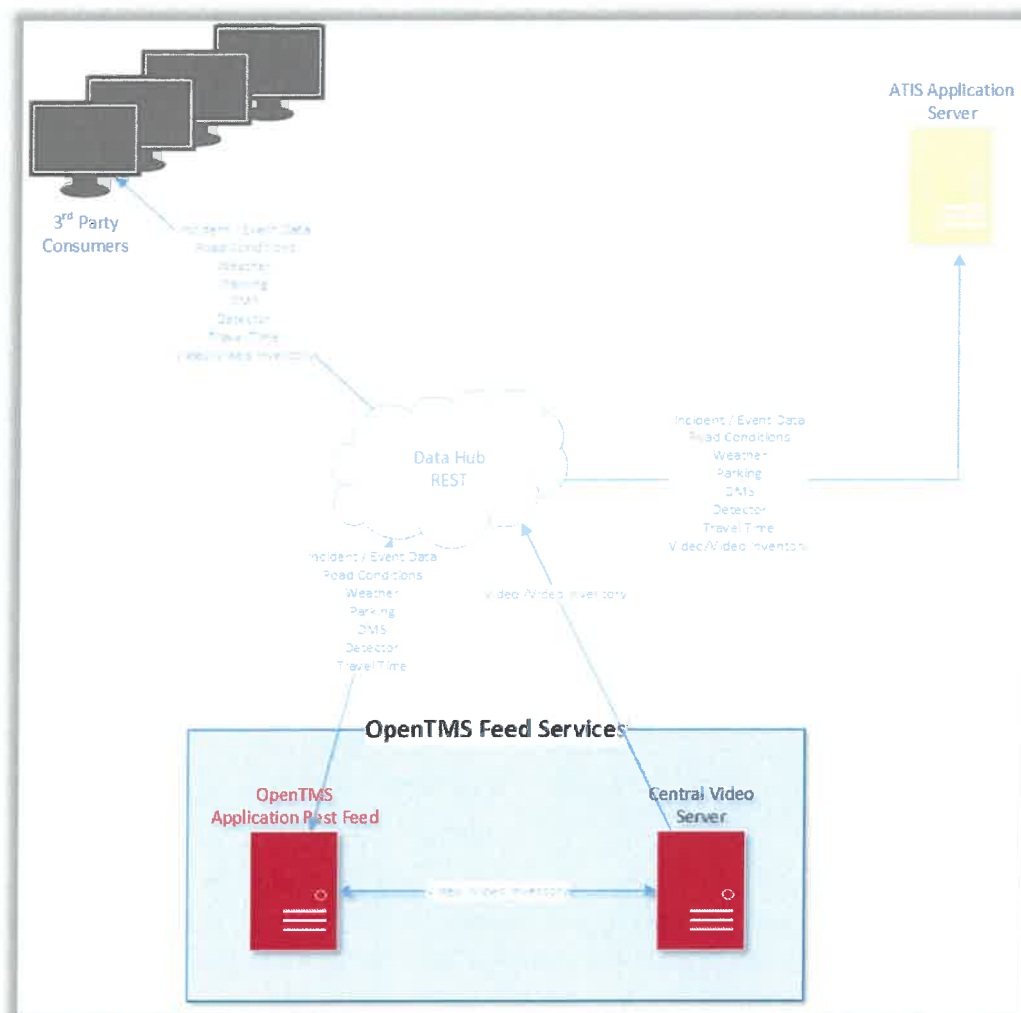 ATIS Application
Server
3rd Party
Consumers
Incident / Event Data
Road Conditions
Weather
Parking
DMS
Detector
Travel Time
Video/Video Inventory
Data Hub
REST
Incident / Event Data
Road Conditions
Weather
Parking
DMS
Detector
Travel Time
Video/Video Inventory
Incident / Event Data
Road Conditions
Weather
Parking
DMS
Detector
Travel Time
Video /Video Inventory
OpenTMS Feed Services
OpenTMS
Application Rest Feed
Central Video
Server
Video /Video Inventory